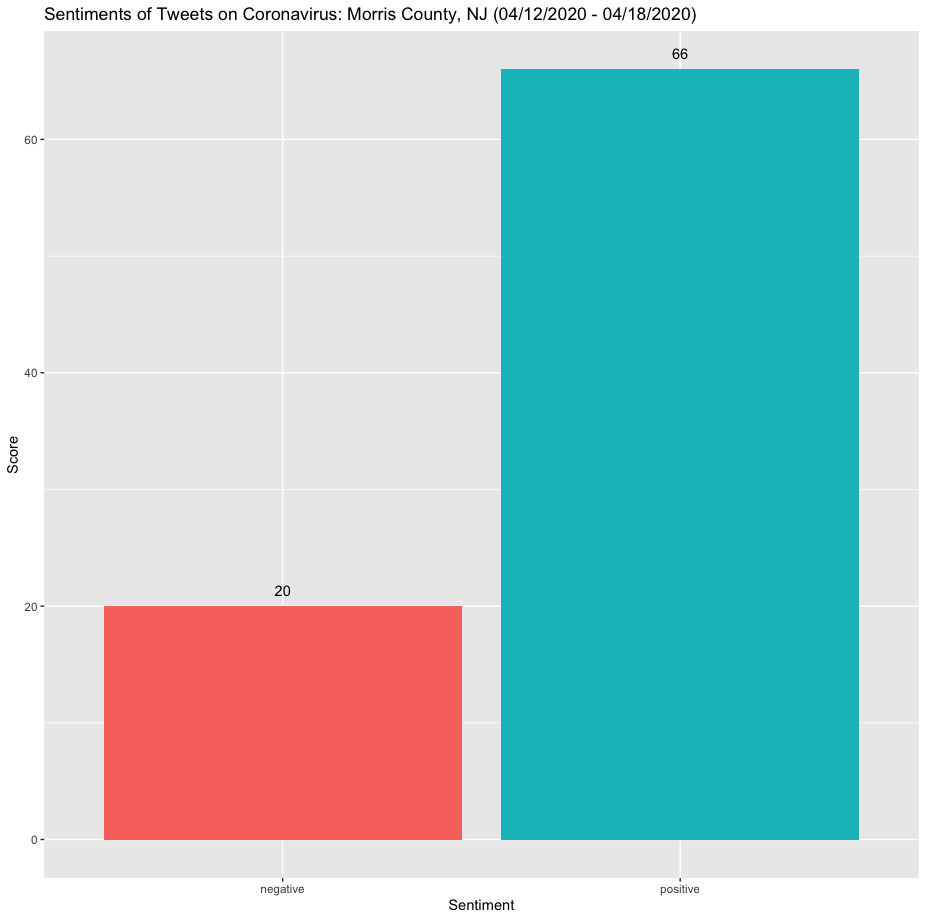 Sentiments of Tweets on Coronavirus: Morris County, NJ (04/12/2020 - 04/18/2020)
66
60
40
Score
20
20
0
negative positive
Sentiment